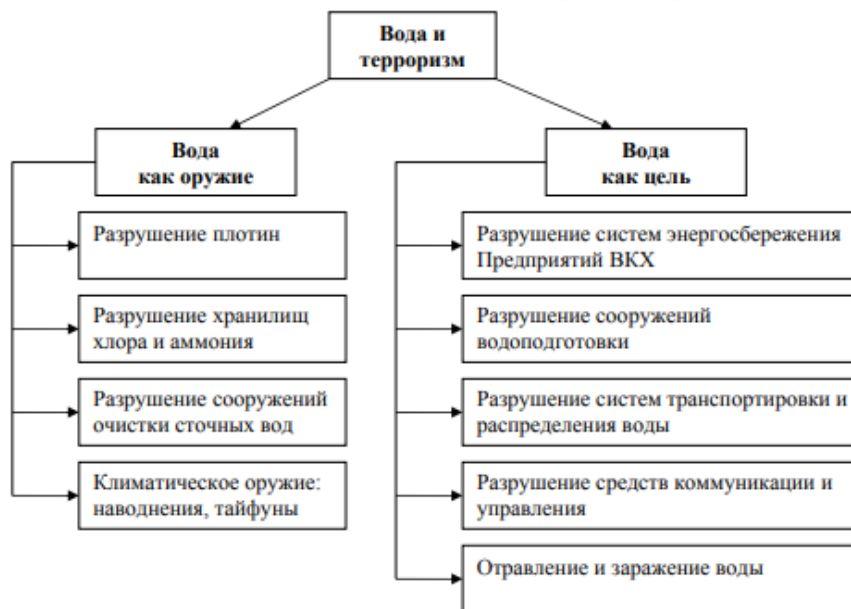 Вода и
терроризм
Вода
как оружие
Разрушение плотин
Разрушение хранилищ
хлора и аммония
Разрушение сооружений
очистки сточных вод
Климатическое оружие:
наводнения, тайфуны
Вода
как цель
Разрушение систем энергосбережения
Предприятий ВКХ
Разрушение сооружений
водоподготовки
Разрушение систем транспортировки и
распределения воды
Разрушение средств коммуникации и
управления
Отравление и заражение воды